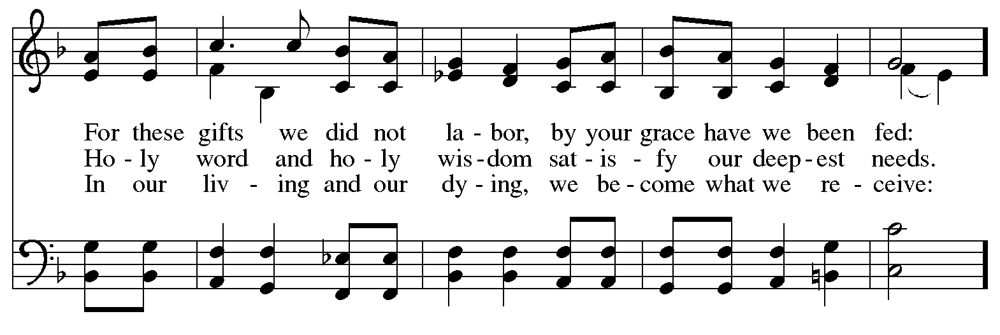 For these gifts we did not la - bor, by your grace have we been fed:
Ho - ly word and ho - ly wis - dom sat - is - fy our deep - est needs.
In our liv - ing and our dy - ing, we be - come what we re - ceive: